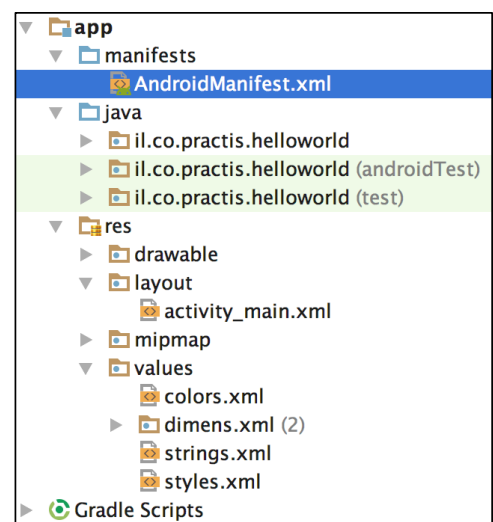 app
manifests
AndroidManifest.xml
java
il.co.practis.helloworld
il.co.practis.helloworld (androidTest)
il.co.practis.helloworld (test)
res
drawable
layout
activity_main.xml
mipmap
values
colors.xml
dimens.xml (2)
strings.xml
styles.xml
Gradle Scripts